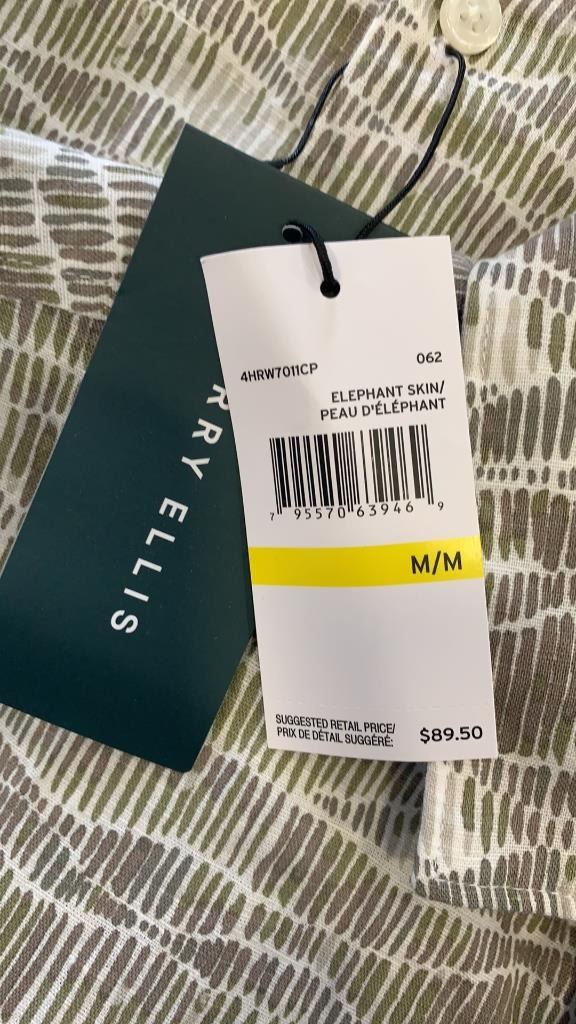 RRY ELLIS
4HRW7011CP
062
ELEPHANT SKIN/
PEAU D'ÉLÉPHANT
7 95570 63946 9
M/M
SUGGESTED RETAIL PRICE/
PRIX DE DÉTAIL SUGGÉRÉ:
$89.50